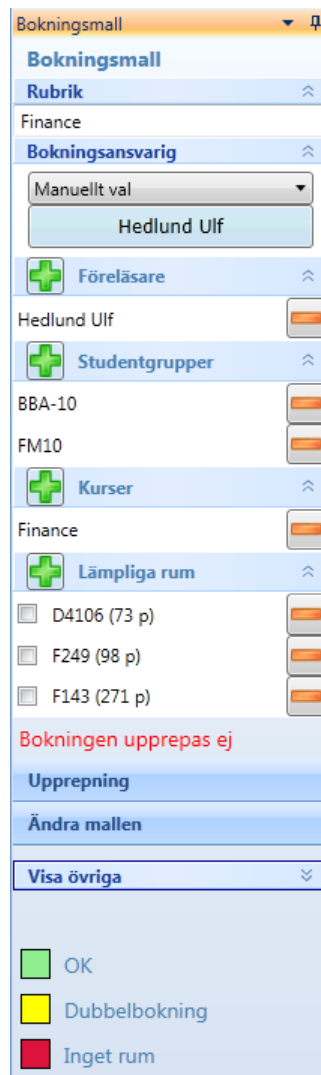 Bokningsmall
Bokningsmall
Rubrik
Finance
Bokningsansvarig
Manuellt val
Hedlund Ulf
Föreläsare
Hedlund Ulf
Studentgrupper
BBA-10
FM10
Kurser
Finance
Lämpliga rum
D4106 (73 p)
F249 (98 p)
F143 (271 p)
Bokningen upprepas ej
Upprepning
Ändra mallen
Visa övriga
OK
Dubbelbokning
Inget rum